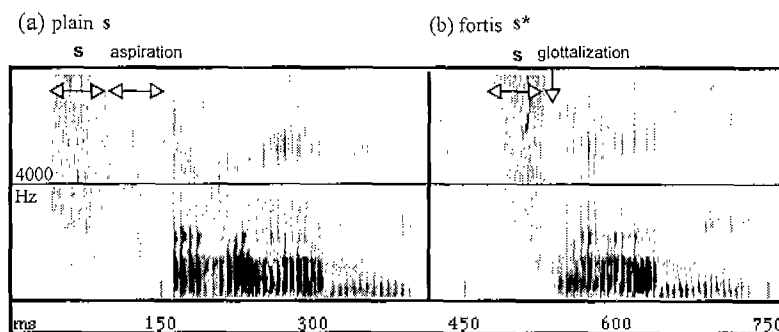 (a) plain s (b) fortis s*
s aspiration s glottalization
4000
Hz
ms 150 300 450 600 750